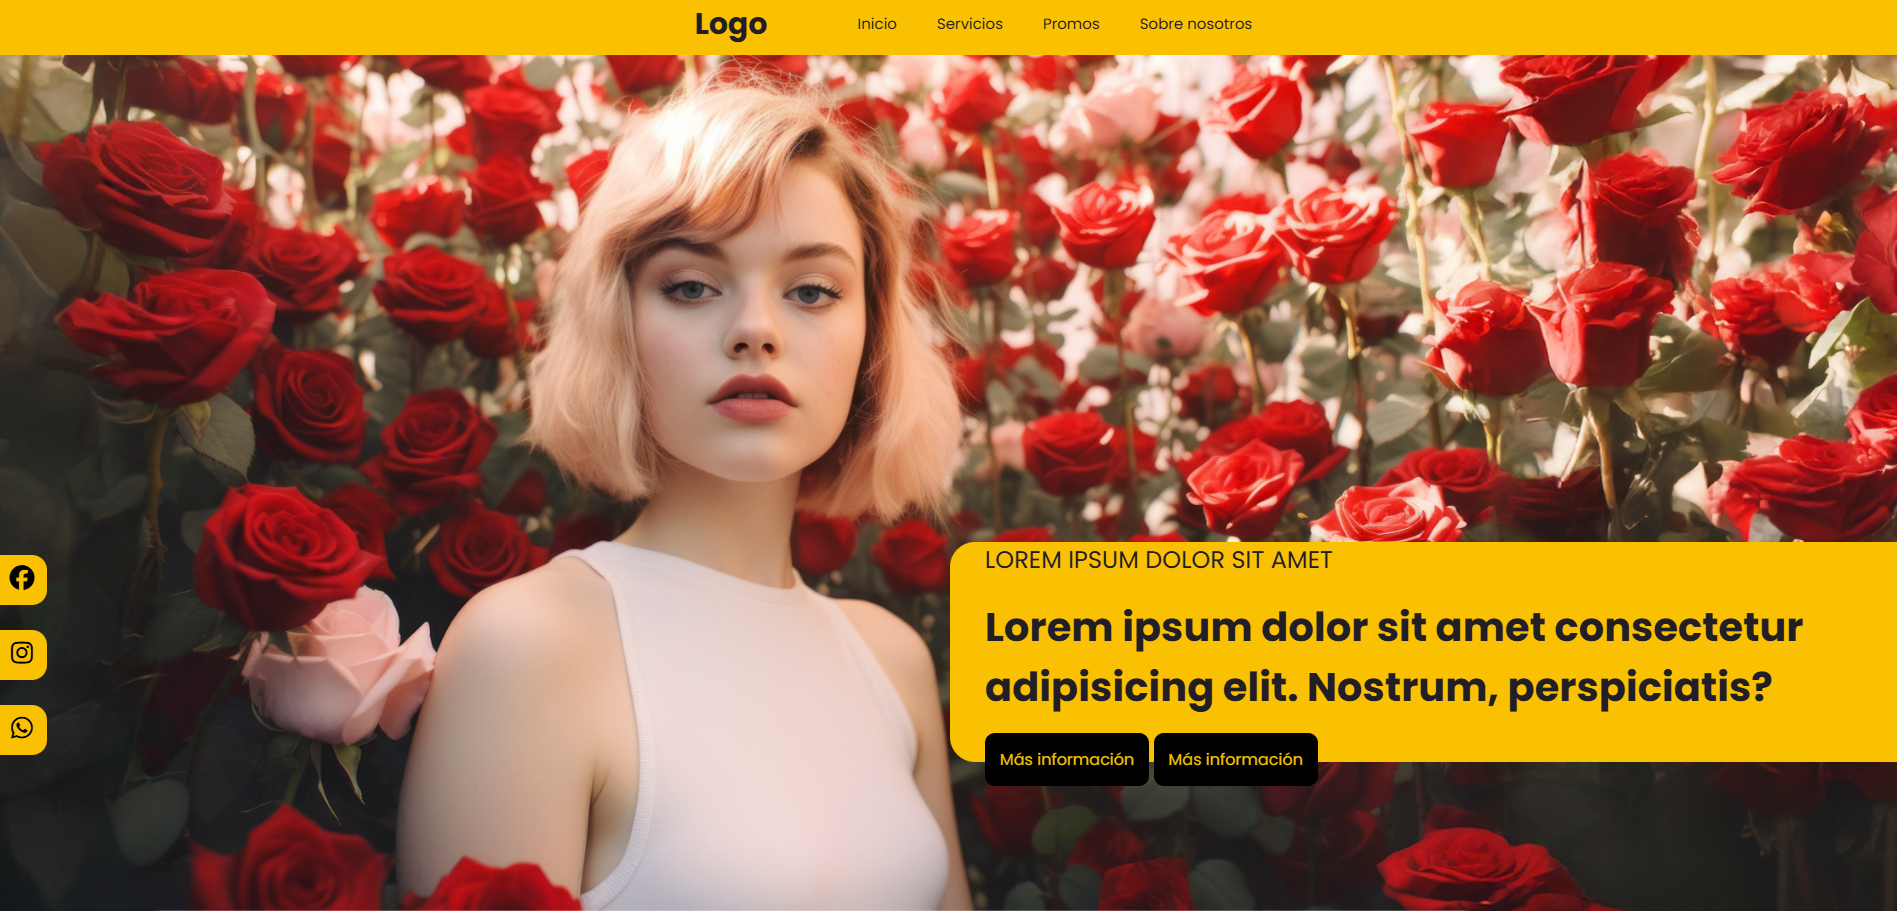 Logo
Inicio Servicios Promos Sobre nosotros
LOREM IPSUM DOLOR SIT AMET
Lorem ipsum dolor sit amet consectetur
adipisicing elit. Nostrum, perspiciatis?
Más información Más información